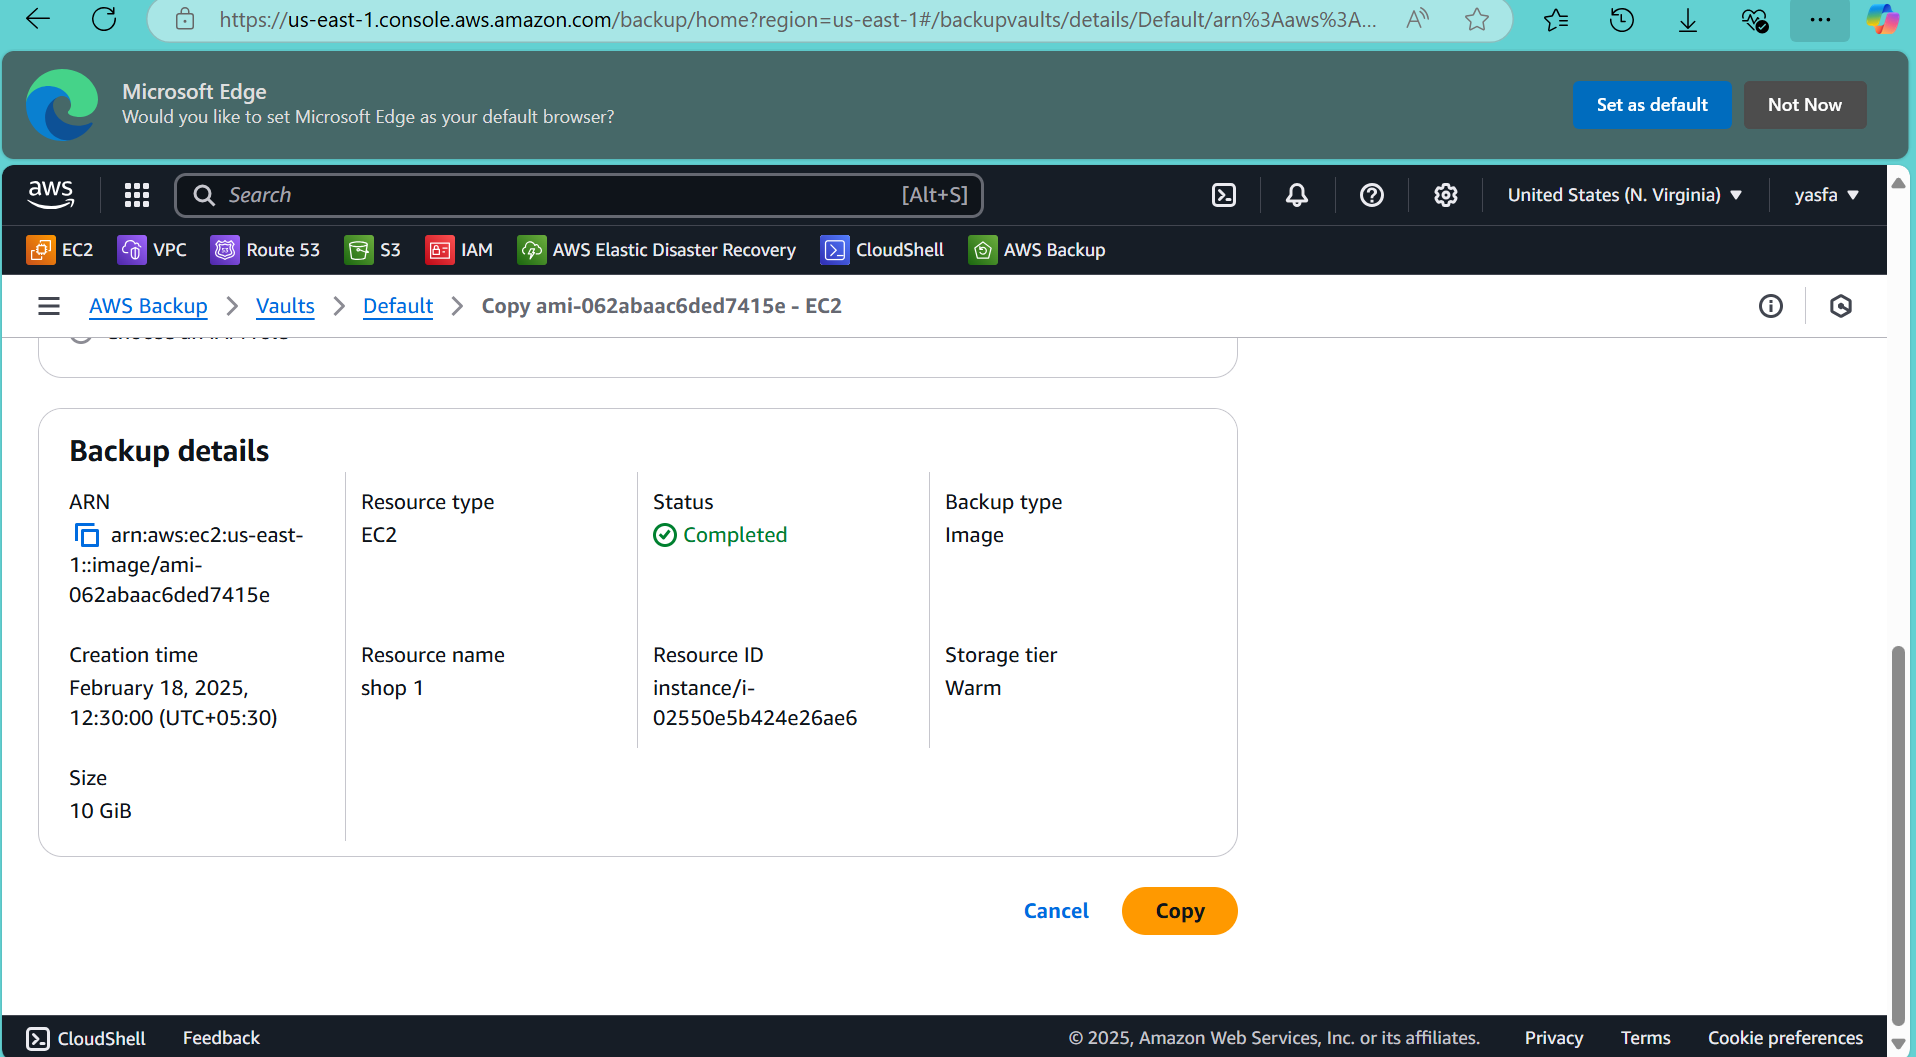 https://us-east-1.console.aws.amazon.com/backup/home?region=us-east-1#/backupvaults/details/Default/arn%3Aaws%3A...
Microsoft Edge
Would you like to set Microsoft Edge as your default browser?
Set as default
Not Now
aws
Search
[Alt+S]
United States (N. Virginia)
yasfa
EC2
VPC
Route 53
S3
IAM
AWS Elastic Disaster Recovery
CloudShell
AWS Backup
AWS Backup
Vaults
Default
Copy ami-062abaac6ded7415e - EC2
Backup details
ARN
arn:aws:ec2:us-east-
1::image/ami-
062abaac6ded7415e
Resource type
EC2
Status
Completed
Backup type
Image
Creation time
February 18, 2025,
12:30:00 (UTC+05:30)
Resource name
shop 1
Resource ID
instance/i-
02550e5b424e26ae6
Storage tier
Warm
Size
10 GiB
Cancel
Copy
CloudShell
Feedback
© 2025, Amazon Web Services, Inc. or its affiliates.
Privacy
Terms
Cookie preferences